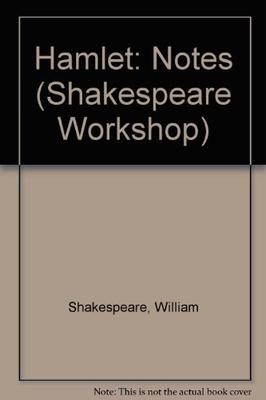 Hamlet: Notes
(Shakespeare
Workshop)
Shakespeare, William
Note: This is not the actual book cover